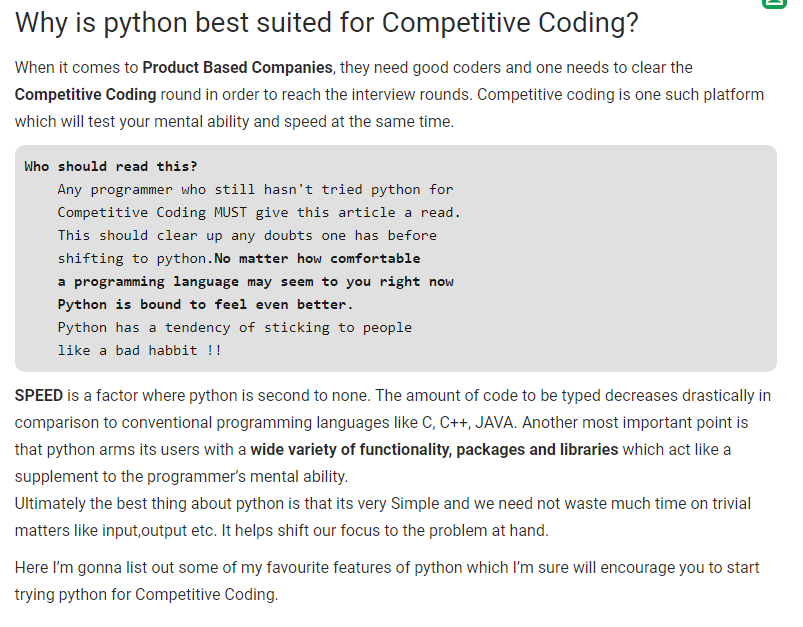 Why is python best suited for Competitive Coding?
When it comes to Product Based Companies, they need good coders and one needs to clear the
Competitive Coding round in order to reach the interview rounds. Competitive coding is one such platform
which will test your mental ability and speed at the same time.
Who should read this?
Any programmer who still hasn't tried python for
Competitive Coding MUST give this article a read.
This should clear up any doubts one has before
shifting to python.No matter how comfortable
a programming language may seem to you right now
Python is bound to feel even better.
Python has a tendency of sticking to people
like a bad habbit !!
SPEED is a factor where python is second to none. The amount of code to be typed decreases drastically in
comparison to conventional programming languages like C, C++, JAVA. Another most important point is
that python arms its users with a wide variety of functionality, packages and libraries which act like a
supplement to the programmer’s mental ability.
Ultimately the best thing about python is that its very Simple and we need not waste much time on trivial
matters like input,output etc. It helps shift our focus to the problem at hand.
Here I’m gonna list out some of my favourite features of python which I’m sure will encourage you to start
trying python for Competitive Coding.